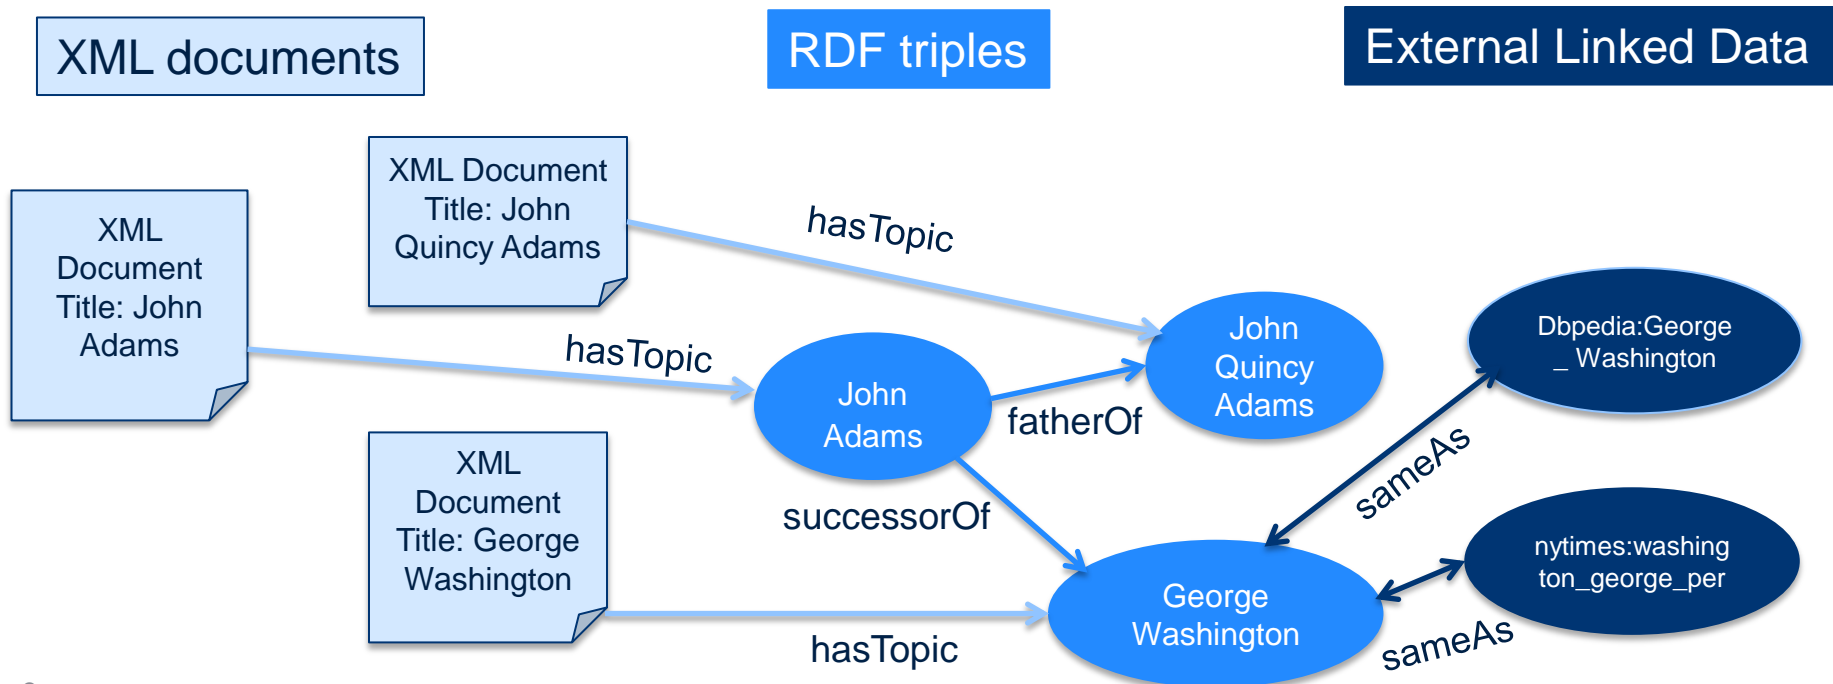 XML documents
RDF triples
External Linked Data
XML Document
Title: John
Quincy Adams
XML
Document
Title: John
Adams
hasTopic
hasTopic
John
Quincy
Adams
Dbpedia:George
_ Washington
John
Adams
fatherOf
XML
Document
Title: George
Washington
successorOf
sameAs
nytimes:washing
ton_george_per
George
Washington
hasTopic
sameAs